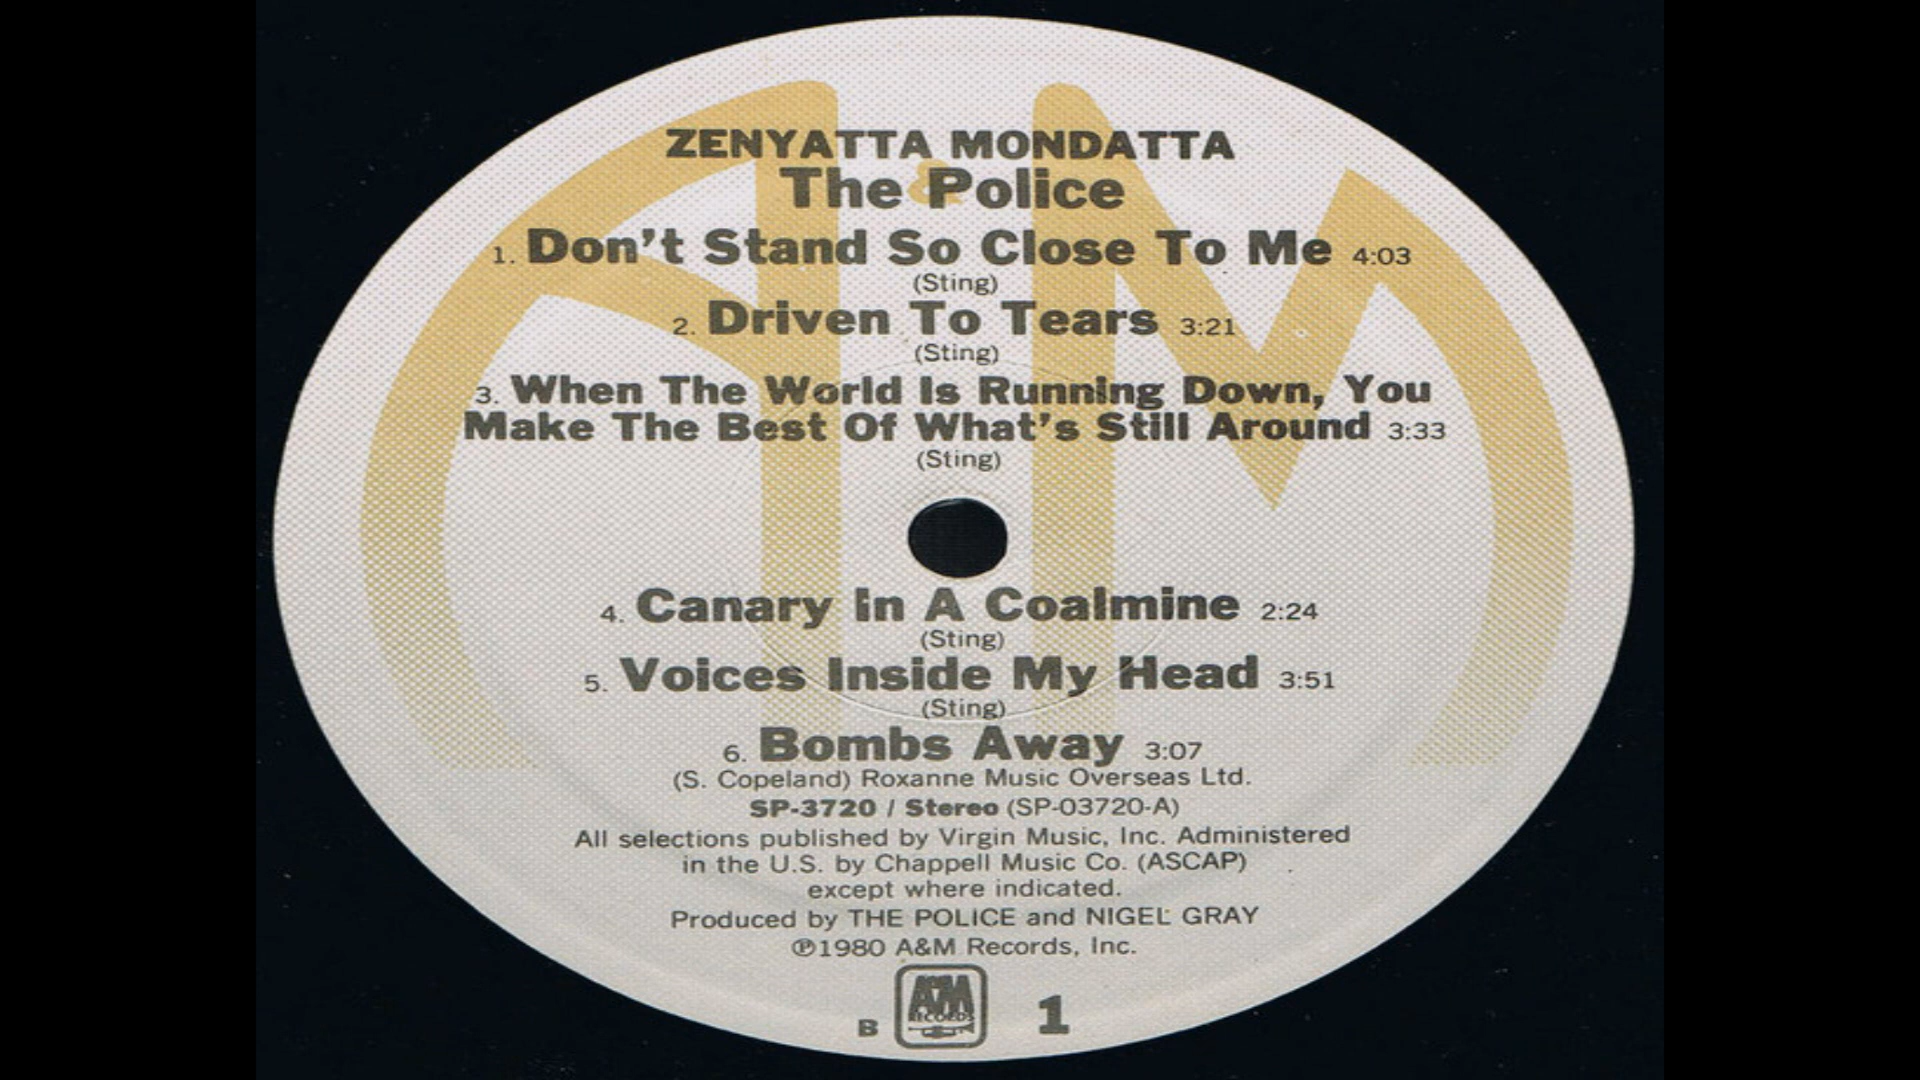 ZENYATTA MONDATTA
The Police
1. Don't Stand So Close To Me 4:03
(Sting)
2. Driven To Tears 3:21
(Sting)
3. When The World Is Running Down, You
Make The Best Of What's Still Around 3:33
(Sting)
4. Canary In A Coalmine 2:24
(Sting)
5. Voices Inside My Head 3:51
(Sting)
6. Bombs Away 3:07
(S. Copeland) Roxanne Music Overseas Ltd.
SP-3720 / Stereo (SP-03720-A)
All selections published by Virgin Music, Inc. Administered
in the U.S. by Chappell Music Co. (ASCAP)
except where indicated.
Produced by THE POLICE and NIGEL GRAY
℗1980 A&M Records, Inc.
B A&M RECORDS 1